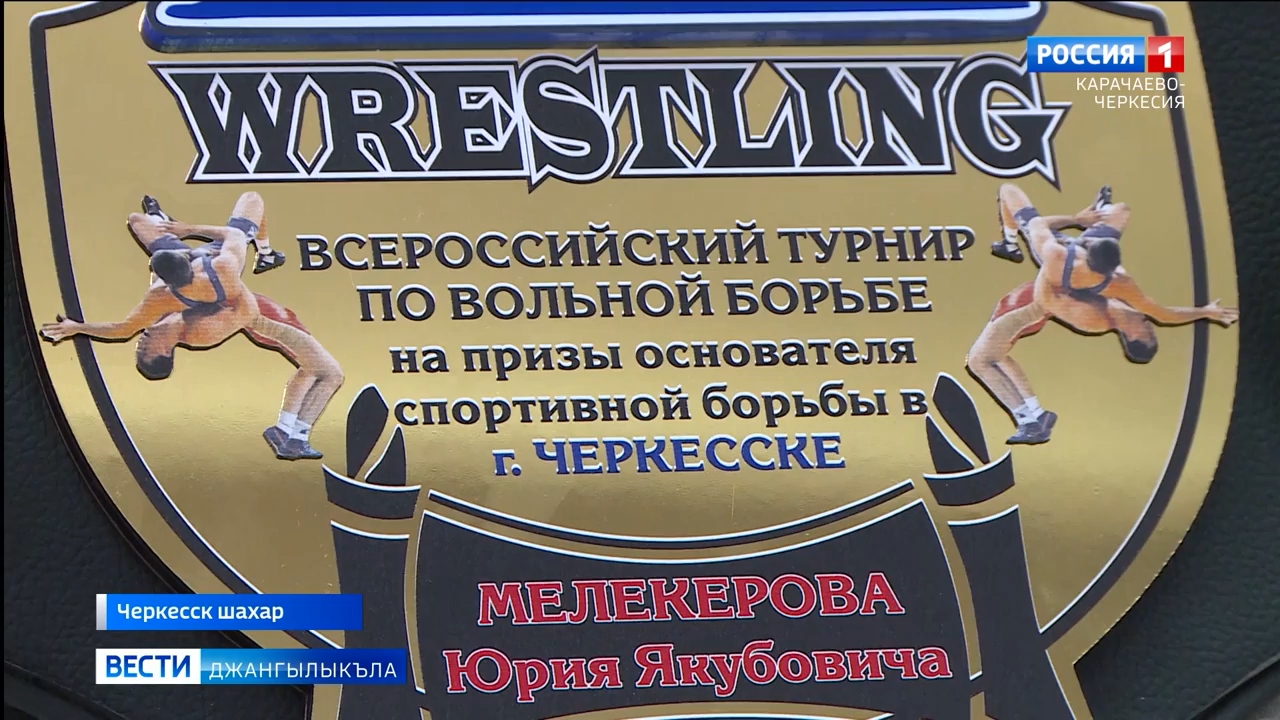 РОССИЯ 1
КАРАЧАЕВО-
ЧЕРКЕСИЯ
WRESTLING
ВСЕРОССИЙСКИЙ ТУРНИР
ПО ВОЛЬНОЙ БОРЬБЕ
на призы основателя
спортивной борьбы в
г. ЧЕРКЕССКЕ
МЕЛЕКЕРОВА
Юрия Якубовича
Черкесск шахар
ВЕСТИ ДЖАНГЫЛЫКЪЛА